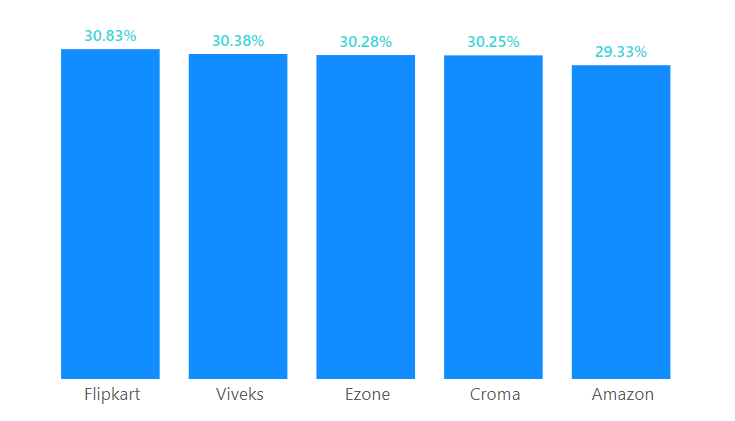 30.83%
30.38%
30.28%
30.25%
29.33%
Flipkart
Viveks
Ezone
Croma
Amazon